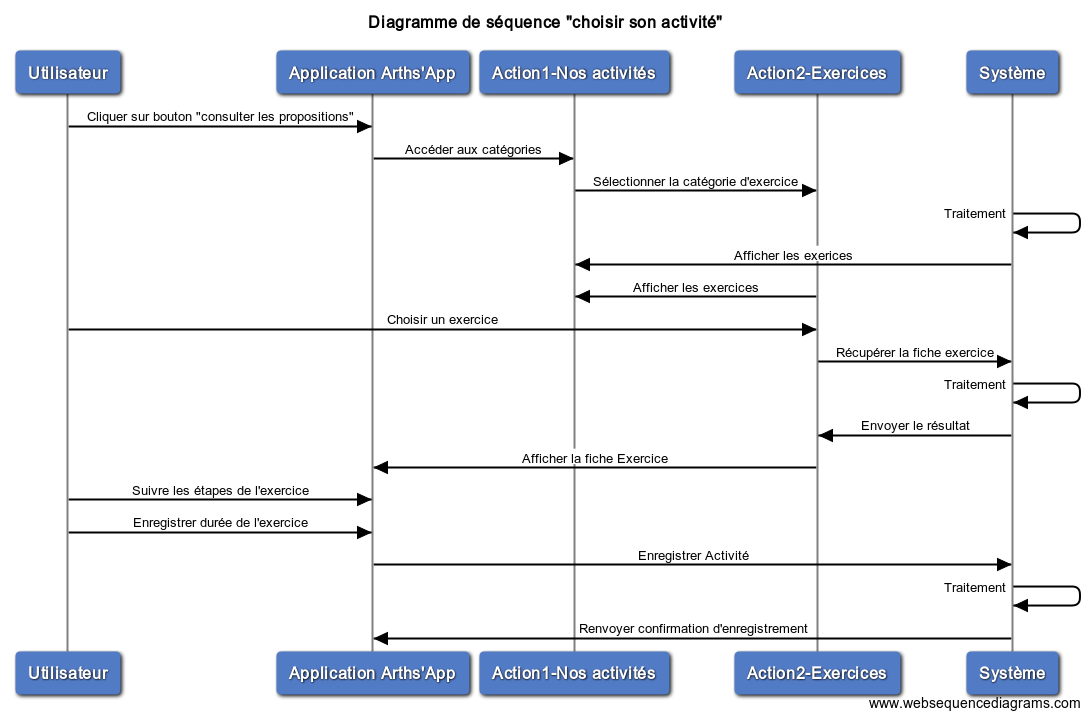 Diagramme de séquence "choisir son activité"
Utilisateur
Application Arths'App
Action1-Nos activités
Action2-Exercices
Système
Cliquer sur bouton "consulter les propositions"
Accéder aux catégories
Sélectionner la catégorie d'exercice
Traitement
Afficher les exerices
Afficher les exercices
Choisir un exercice
Récupérer la fiche exercice
Traitement
Envoyer le résultat
Afficher la fiche Exercice
Suivre les étapes de l'exercice
Enregistrer durée de l'exercice
Enregistrer Activité
Traitement
Renvoyer confirmation d'enregistrement
Utilisateur
Application Arths'App
Action1-Nos activités
Action2-Exercices
Système
www.websequencediagrams.com